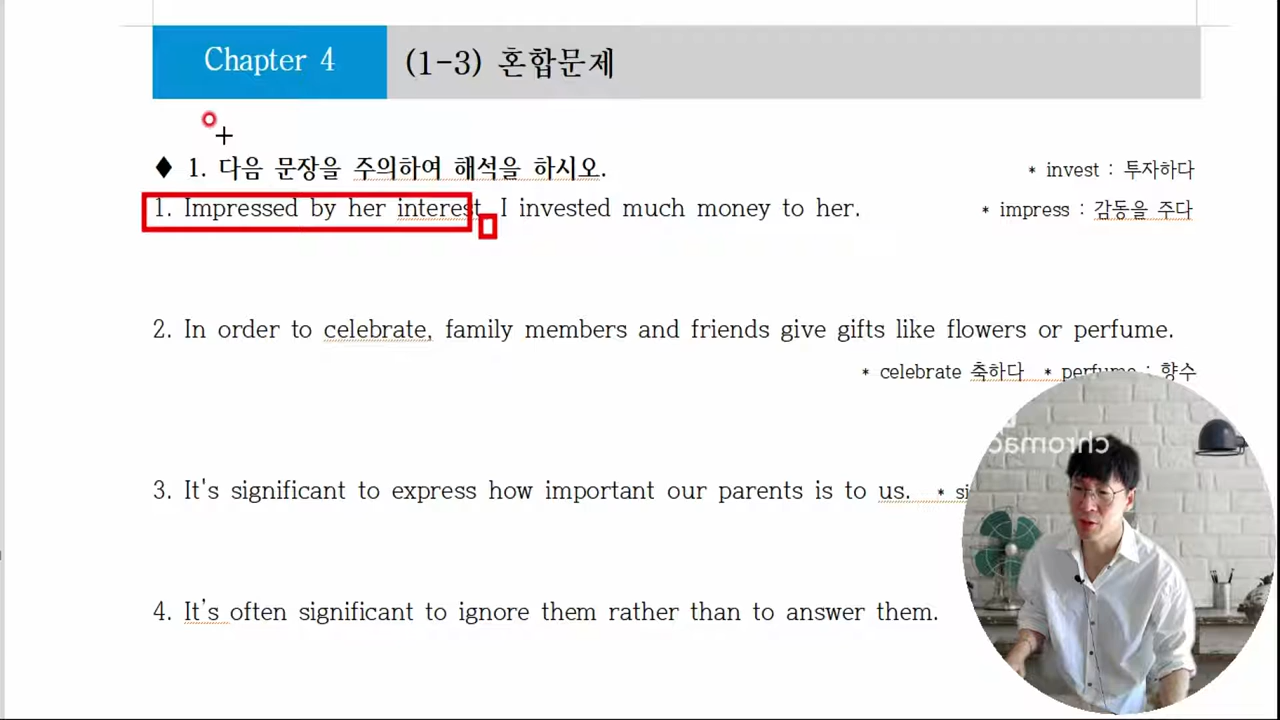 Chapter 4
(1-3) 혼합문제
♦ 1. 다음 문장을 주의하여 해석을 하시오.
* invest : 투자하다
1. Impressed by her interest, I invested much money to her.
* impress : 감동을 주다
2. In order to celebrate, family members and friends give gifts like flowers or perfume.
* celebrate 축하다 * perfume : 향수
3. It's significant to express how important our parents is to us. *
4. It's often significant to ignore them rather than to answer them.